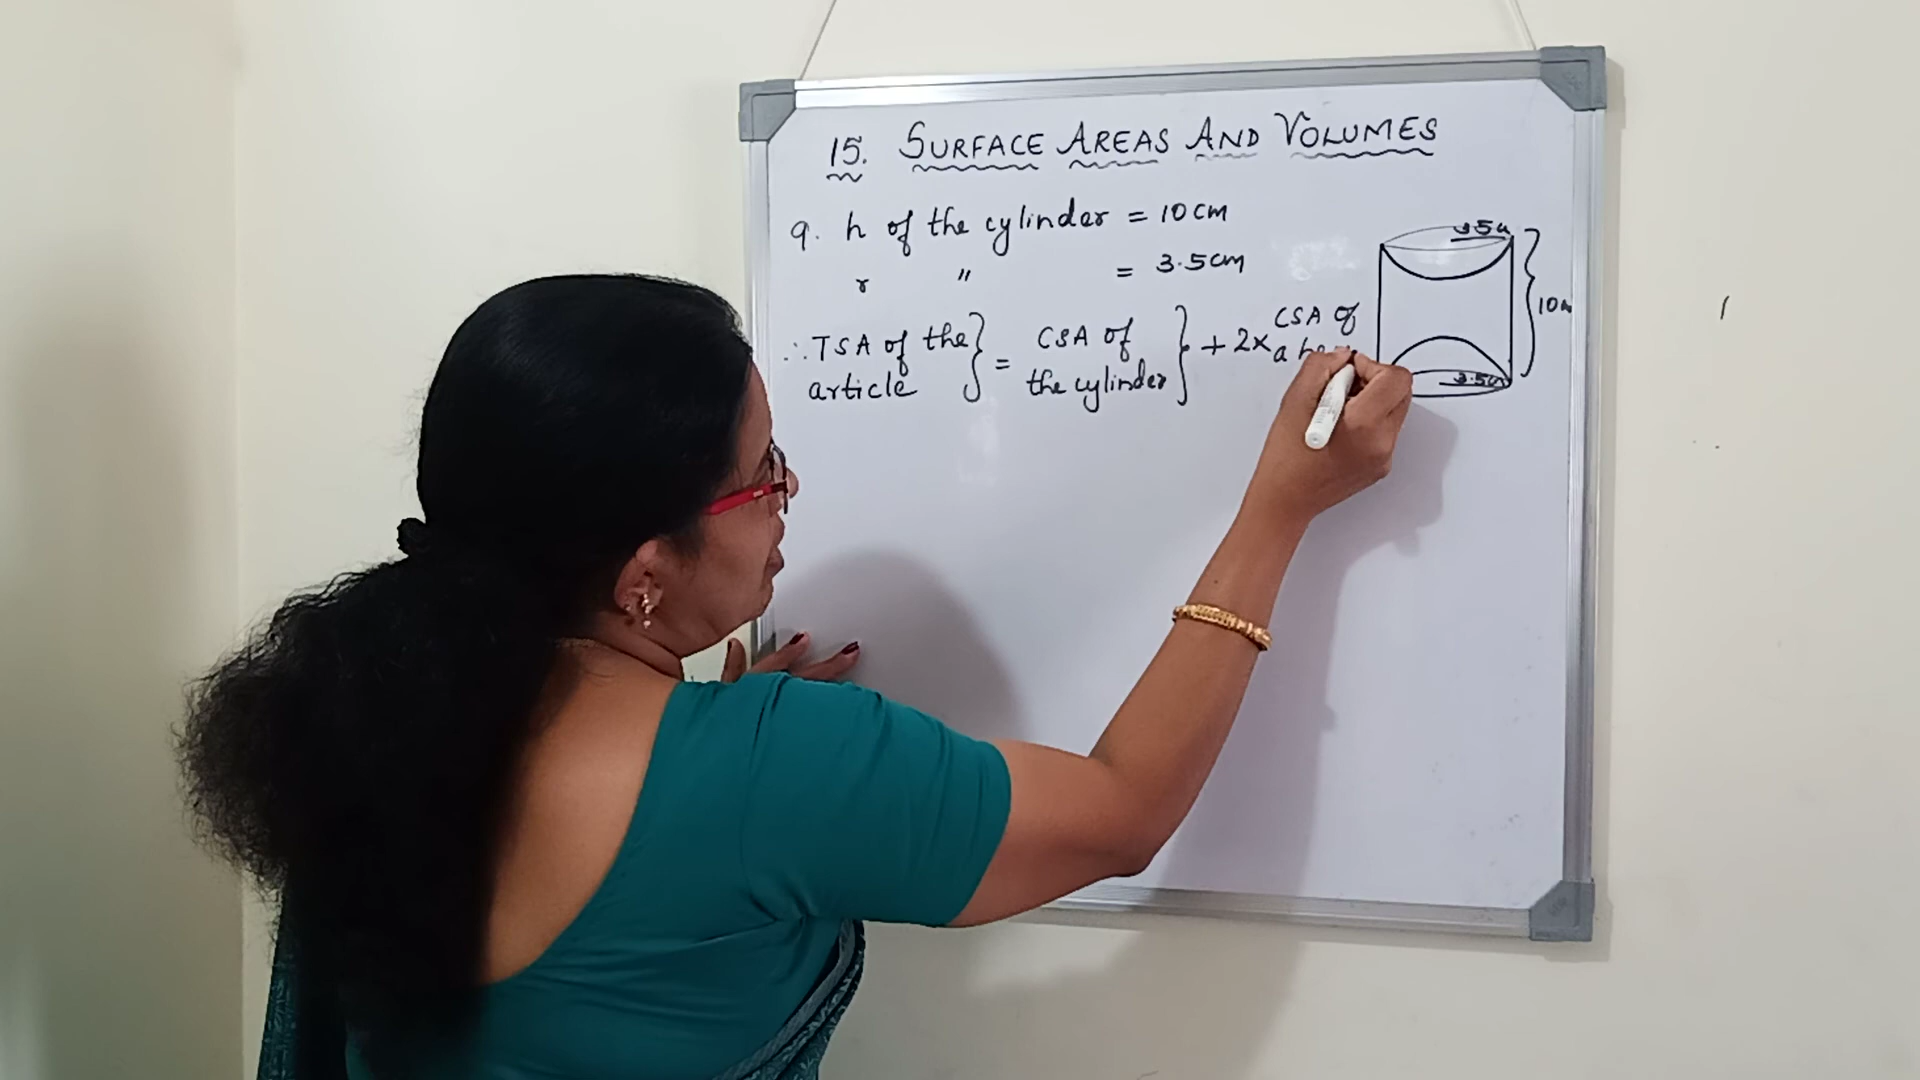 15. SURFACE AREAS AND VOLUMES
9. h of the cylinder = 10 cm
r " = 3.5 cm
∴ TSA of the article } = CSA of the cylinder } + 2x CSA of a
3.5
10
3.5cm